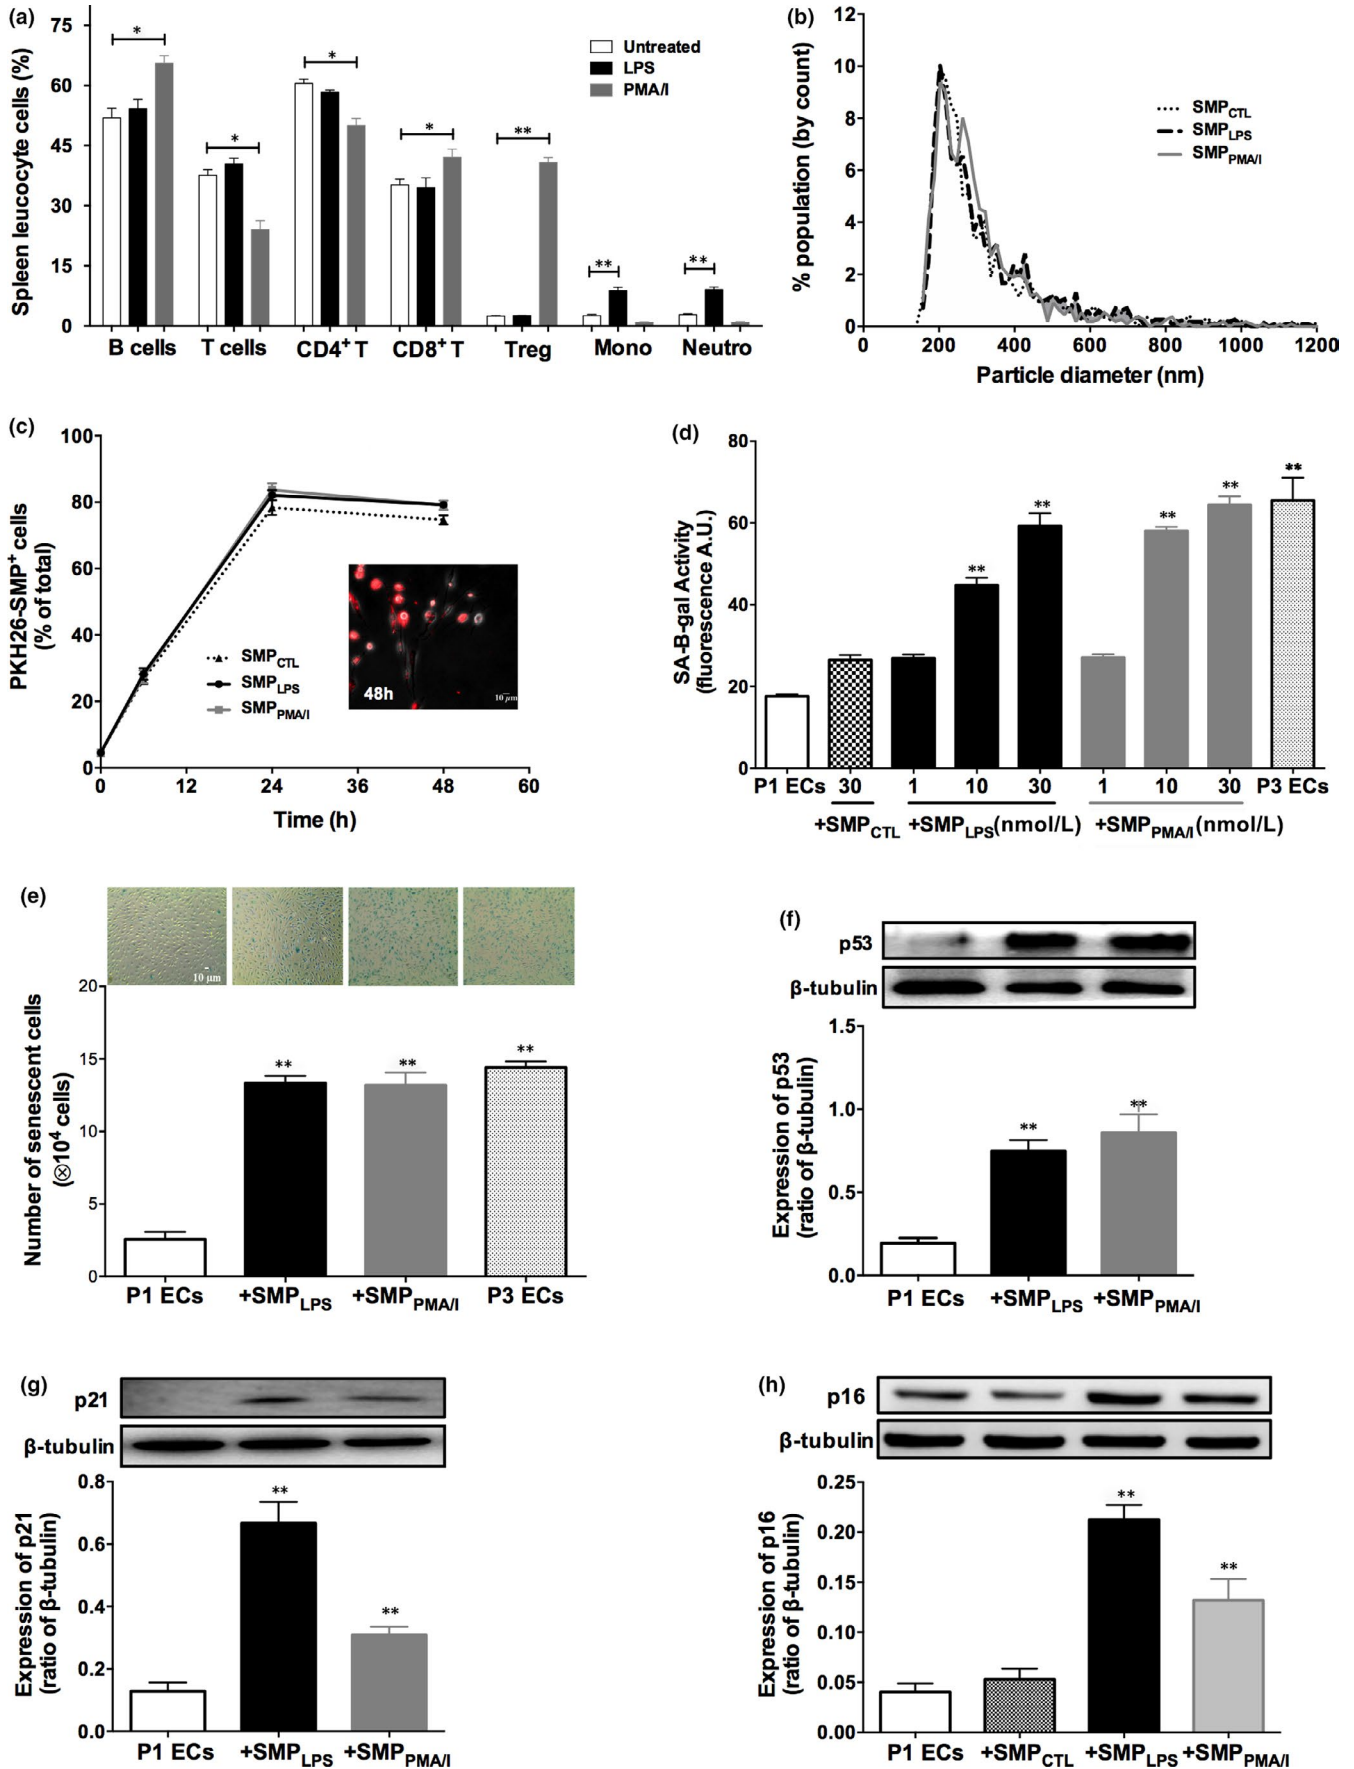 (a)
Spleen leucocyte cells (%)
75
60
45
30
15
0
*
*
*
*
**
**
**
Untreated
LPS
PMA/I
B cells T cells CD4+ T CD8+ T Treg Mono Neutro
(b)
% population (by count)
12
10
8
6
4
2
0
SMPCTL
SMPLPS
SMPPMA/I
0 200 400 600 800 1000 1200
Particle diameter (nm)
(c)
PKH26-SMP+ cells
(% of total)
100
80
60
40
20
0
SMPCTL
SMPLPS
SMPPMA/I
48h
10 μm
0 12 24 36 48 60
Time (h)
(d)
SA-B-gal Activity
(fluorescence A.U.)
80
60
40
20
0
**
**
**
**
**
P1 ECs 30 1 10 30 1 10 30 P3 ECs
+SMPCTL +SMPLPS(nmol/L) +SMPPMA/I(nmol/L)
(e)
10 μm
Number of senescent cells
(⊗10⁴ cells)
20
15
10
5
0
**
**
**
P1 ECs +SMPLPS +SMPPMA/I P3 ECs
(f)
p53
β-tubulin
Expression of p53
(ratio of β-tubulin)
1.5
1.0
0.5
0.0
**
**
P1 ECs +SMPLPS +SMPPMA/I
(g)
p21
β-tubulin
Expression of p21
(ratio of β-tubulin)
0.8
0.6
0.4
0.2
0.0
**
**
P1 ECs +SMPLPS +SMPPMA/I
(h)
p16
β-tubulin
Expression of p16
(ratio of β-tubulin)
0.25
0.20
0.15
0.10
0.05
0.00
**
**
P1 ECs +SMPCTL +SMPLPS +SMPPMA/I